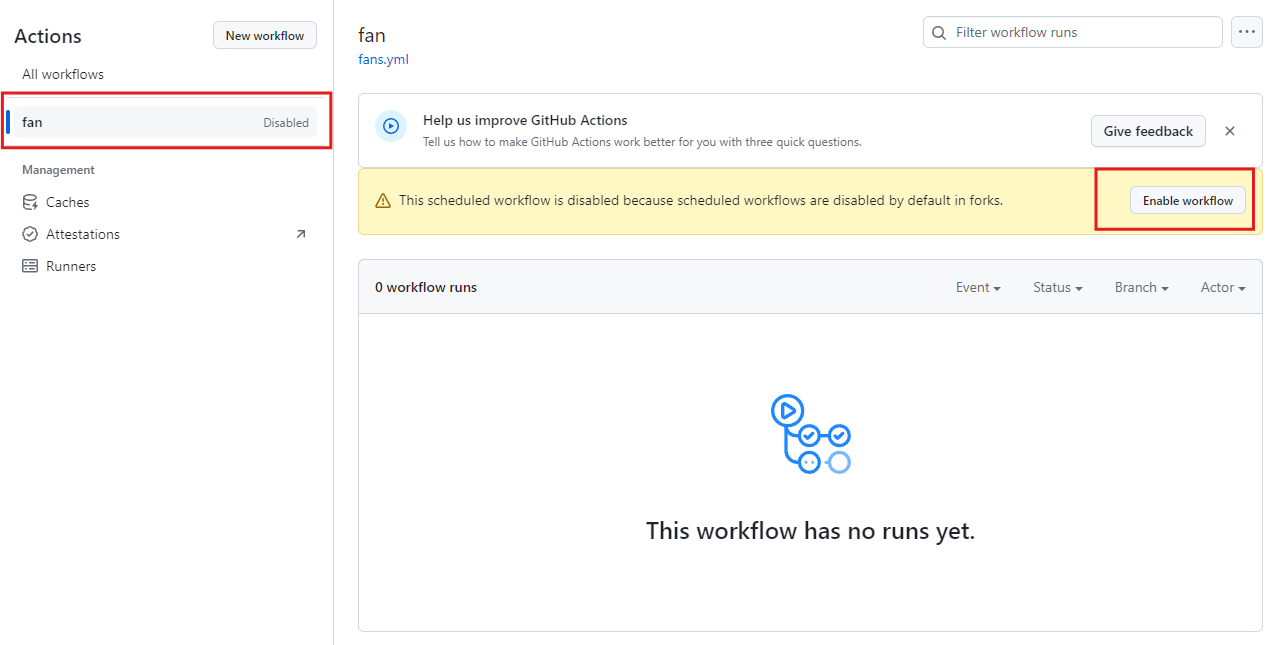 Actions
New workflow
All workflows
fan
Disabled
Management
Caches
Attestations
Runners
fan
fans.yml
Filter workflow runs
Help us improve GitHub Actions
Tell us how to make GitHub Actions work better for you with three quick questions.
Give feedback
This scheduled workflow is disabled because scheduled workflows are disabled by default in forks.
Enable workflow
0 workflow runs
Event
Status
Branch
Actor
This workflow has no runs yet.